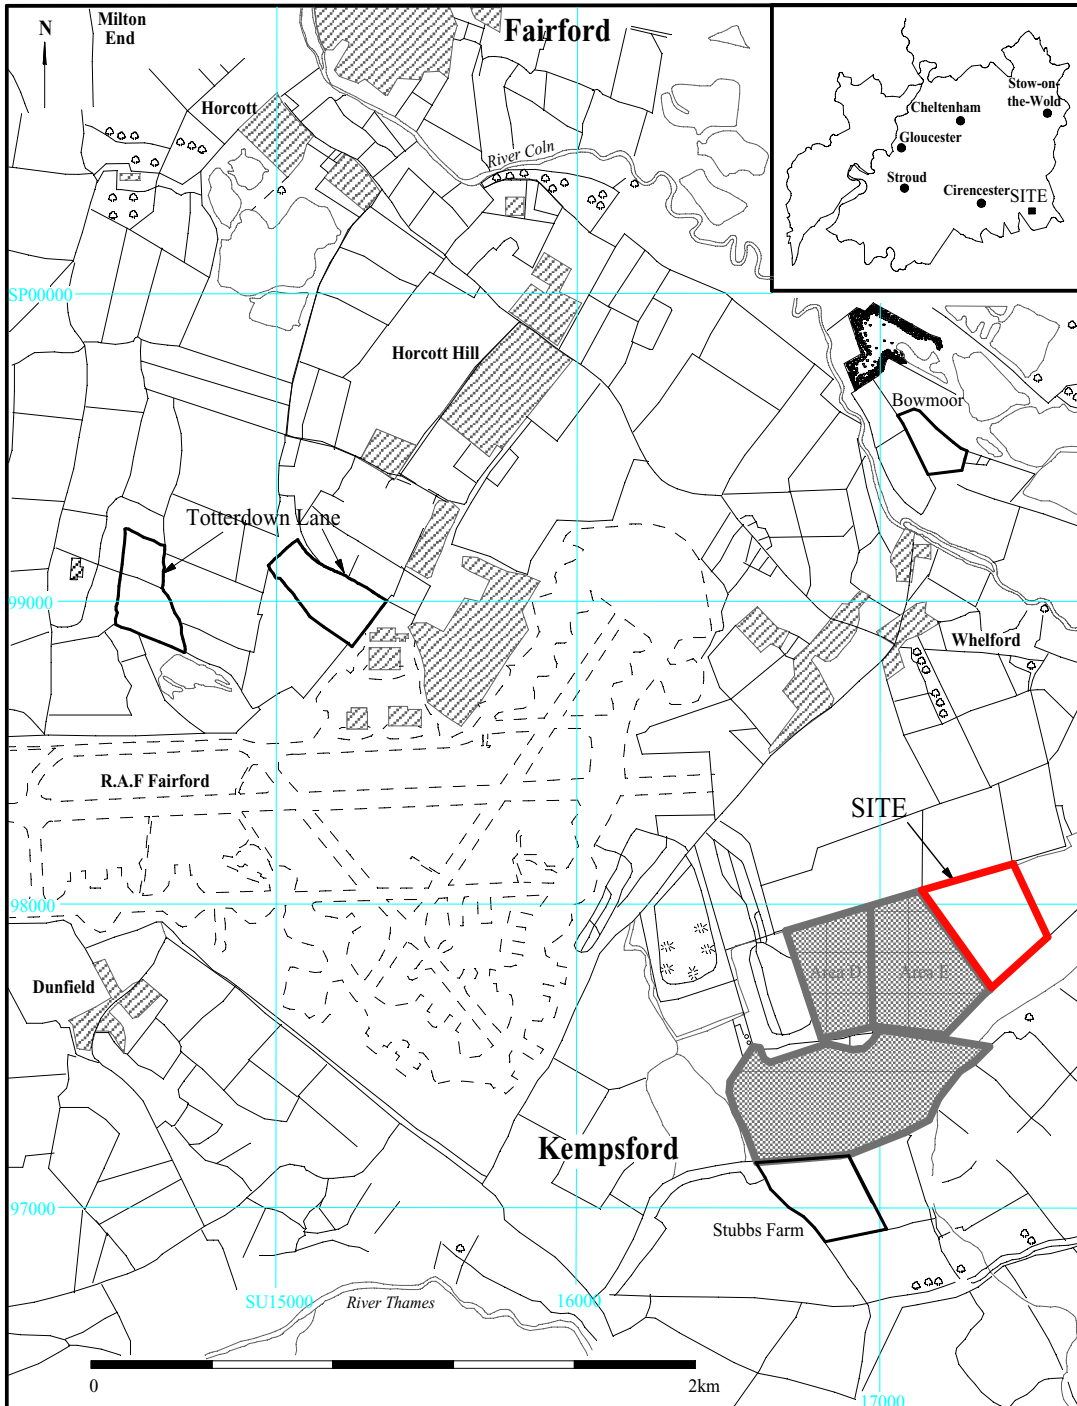 Milton
End
N
Fairford
Horcott
River Coln
Stow-on-
the-Wold
Cheltenham
Gloucester
Stroud
Cirencester
SITE
SP00000
Horcott Hill
Bowmoor
Totterdown Lane
99000
Whelford
R.A.F Fairford
SITE
98000
Area D
Area E
Dunfield
Kempsford
97000
Stubbs Farm
SU15000
River Thames
16000
0
2km
17000